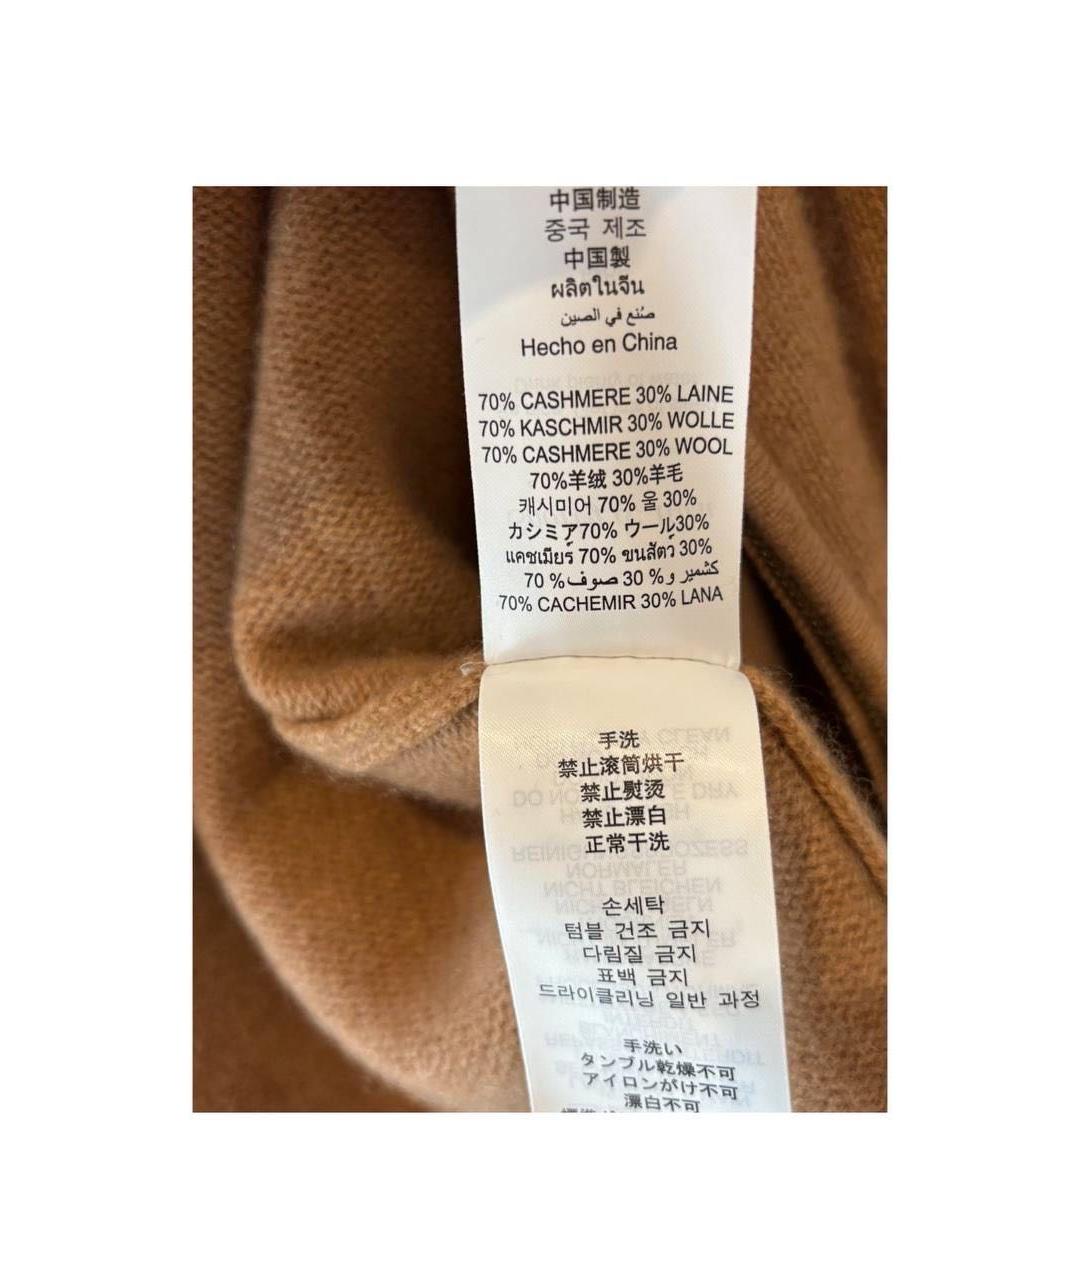 中国制造
중국 제조
中国製
ผลิตในจีน
صُنع في الصين
Hecho en China
70% CASHMERE 30% LAINE
70% KASCHMIR 30% WOLLE
70% CASHMERE 30% WOOL
70%羊绒 30%羊毛
캐시미어 70% 울 30%
カシミア70% ウール30%
แคชเมียร์ 70% ขนสัตว์ 30%
كشمير و% 30 صوف% 70
70% CACHEMIR 30% LANA
手洗
禁止滚筒烘干
禁止熨烫
禁止漂白
正常干洗
손세탁
텀블 건조 금지
다림질 금지
표백 금지
드라이클리닝 일반 과정
手洗い
タンブル乾燥不可
アイロンがけ不可
漂白不可